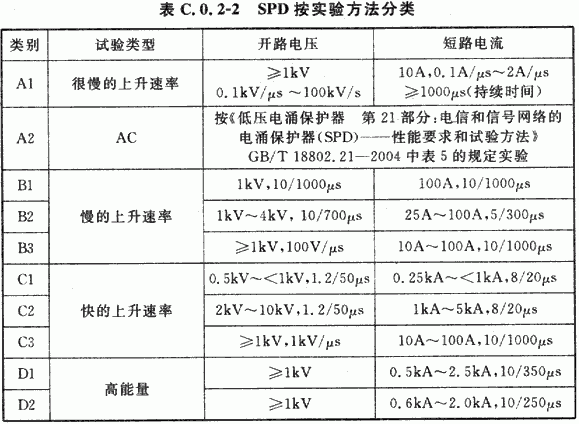 表 C.0.2-2 SPD 按实验方法分类
类别 试验类型 开路电压 短路电流
A1 很慢的上升速率 ≥1kV 10A,0.1A/μs～2A/μs
0.1kV/μs ～100kV/s ≥1000μs(持续时间)
A2 AC 按《低压电涌保护器 第 21 部分:电信和信号网络的
电涌保护器(SPD)——性能要求和试验方法》
GB/T 18802.21—2004 中表 5 的规定实验
B1 慢的上升速率 1kV,10/1000μs 100A,10/1000μs
B2 1kV～4kV, 10/700μs 25A～100A,5/300μs
B3 ≥1kV,100V/μs 10A～100A,10/1000μs
C1 快的上升速率 0.5kV～<1kV,1.2/50μs 0.25kA～<1kA,8/20μs
C2 2kV～10kV,1.2/50μs 1kA～5kA,8/20μs
C3 ≥1kV,1kV/μs 10A～100A,10/1000μs
D1 高能量 ≥1kV 0.5kA～2.5kA,10/350μs
D2 ≥1kV 0.6kA～2.0kA,10/250μs